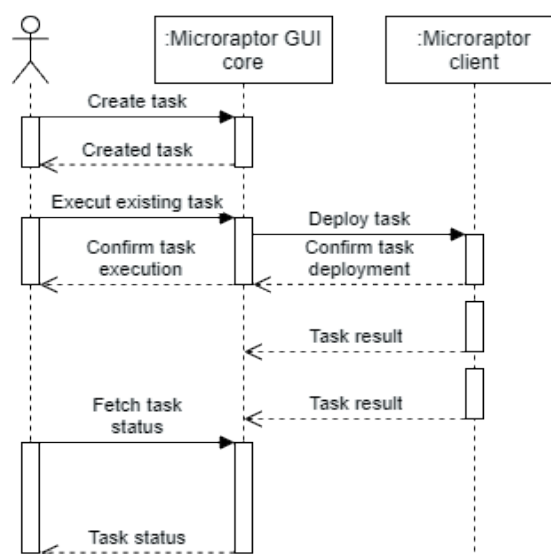 :Microraptor GUI
core
:Microraptor
client
Create task
Created task
Execut existing task
Deploy task
Confirm task
execution
Confirm task
deployment
Task result
Task result
Fetch task
status
Task status